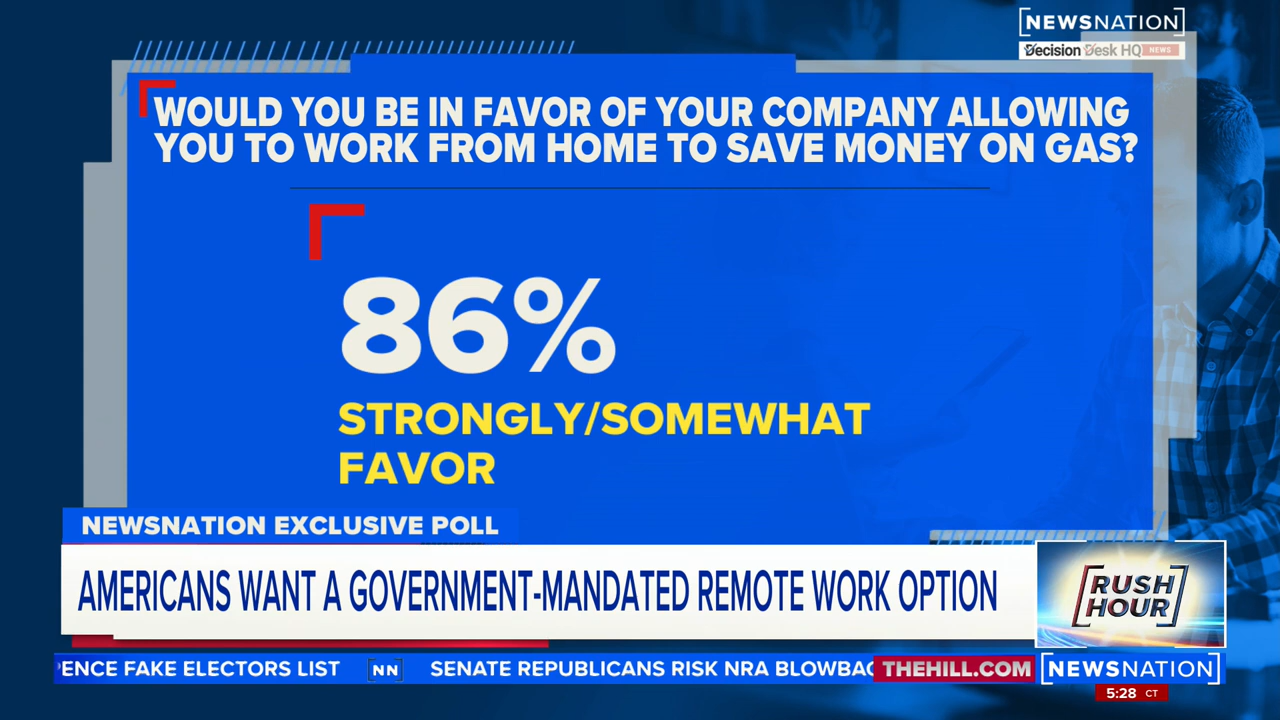 [NEWSNATION]
Decision Desk HQ NEWS
WOULD YOU BE IN FAVOR OF YOUR COMPANY ALLOWING
YOU TO WORK FROM HOME TO SAVE MONEY ON GAS?
86%
STRONGLY/SOMEWHAT
FAVOR
NEWSNATION EXCLUSIVE POLL
AMERICANS WANT A GOVERNMENT-MANDATED REMOTE WORK OPTION
[RUSH
HOUR]
ENCE FAKE ELECTORS LIST [NN] SENATE REPUBLICANS RISK NRA BLOWBAC
THEHILL.COM
[NEWSNATION]
5:28 CT